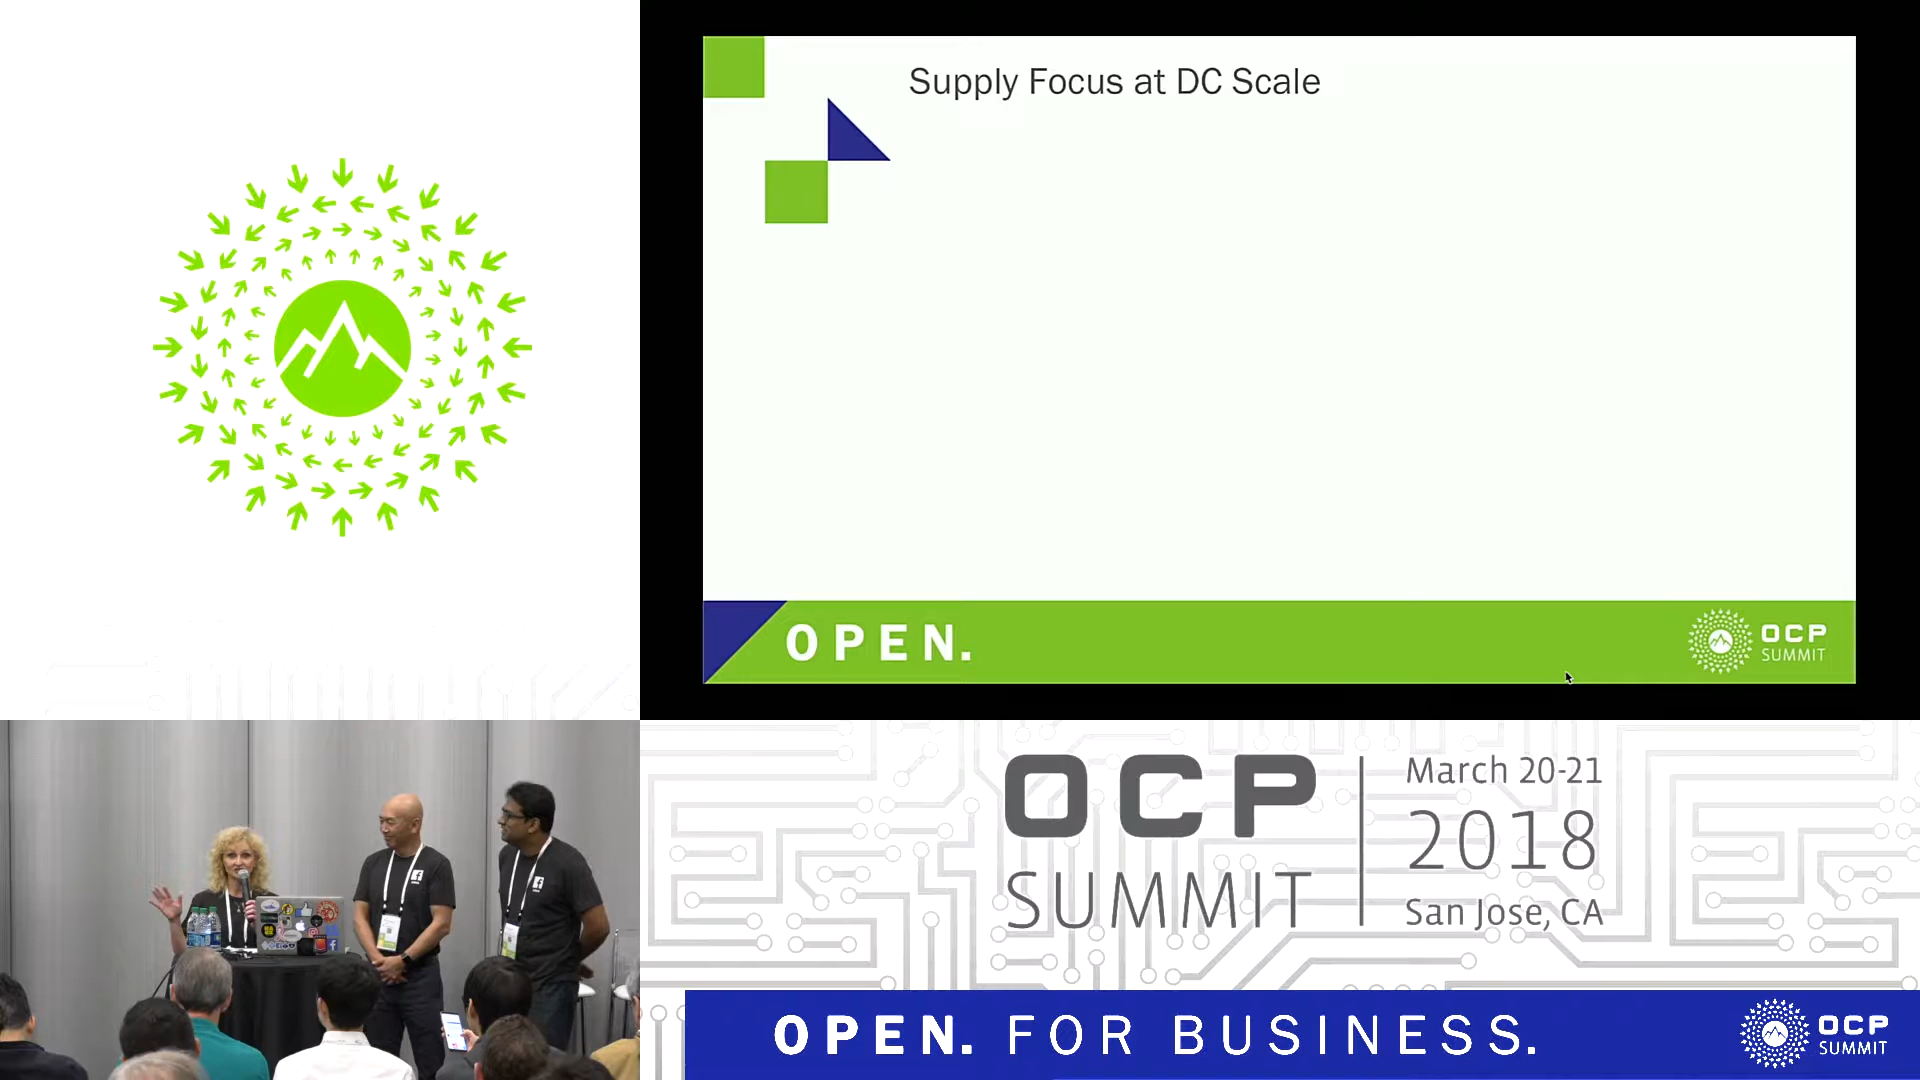 Supply Focus at DC Scale
OPEN.
OCP
SUMMIT
OCP
SUMMIT
March 20-21
2018
San Jose, CA
OPEN. FOR BUSINESS.
OCP
SUMMIT